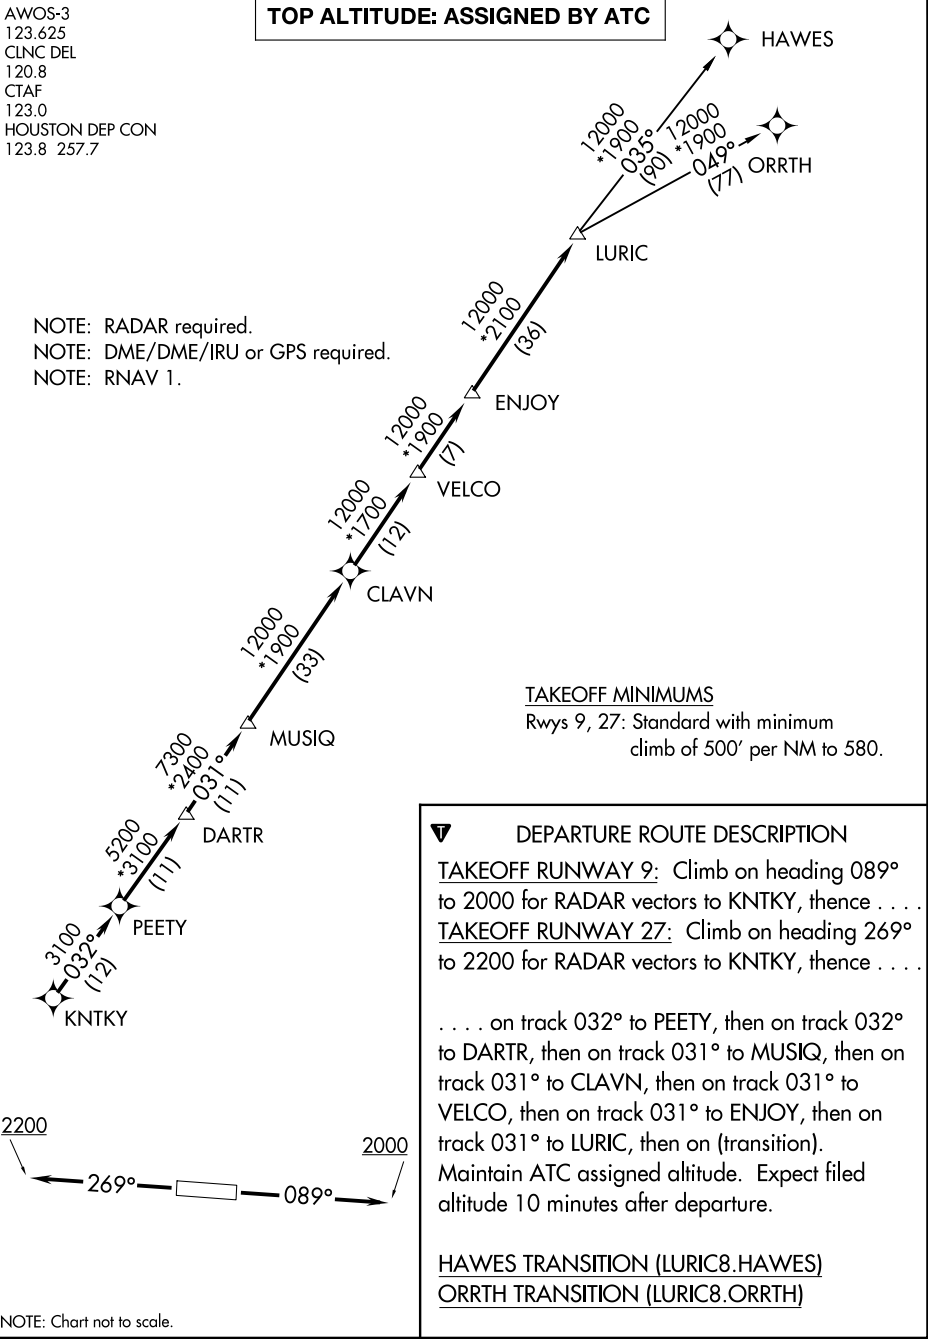 AWOS-3
123.625
CLNC DEL
120.8
CTAF
123.0
HOUSTON DEP CON
123.8 257.7
TOP ALTITUDE: ASSIGNED BY ATC
HAWES
12000
*1900
035°
(90)
12000
*1900
049°
(77)
ORRTH
LURIC
NOTE: RADAR required.
NOTE: DME/DME/IRU or GPS required.
NOTE: RNAV 1.
12000
*2100
(36)
ENJOY
12000
*1900
(7)
VELCO
12000
*1700
(12)
CLAVN
12000
*1900
(33)
MUSIQ
TAKEOFF MINIMUMS
Rwys 9, 27: Standard with minimum
climb of 500' per NM to 580.
7300
*2400
031°
(11)
DARTR
5200
*3100
(11)
PEETY
3100
032°
(12)
KNTKY
2200
2000
269°
089°
NOTE: Chart not to scale.
T
DEPARTURE ROUTE DESCRIPTION
TAKEOFF RUNWAY 9: Climb on heading 089°
to 2000 for RADAR vectors to KNTKY, thence . . . .
TAKEOFF RUNWAY 27: Climb on heading 269°
to 2200 for RADAR vectors to KNTKY, thence . . . .
. . . . on track 032° to PEETY, then on track 032°
to DARTR, then on track 031° to MUSIQ, then on
track 031° to CLAVN, then on track 031° to
VELCO, then on track 031° to ENJOY, then on
track 031° to LURIC, then on (transition).
Maintain ATC assigned altitude. Expect filed
altitude 10 minutes after departure.
HAWES TRANSITION (LURIC8.HAWES)
ORRTH TRANSITION (LURIC8.ORRTH)